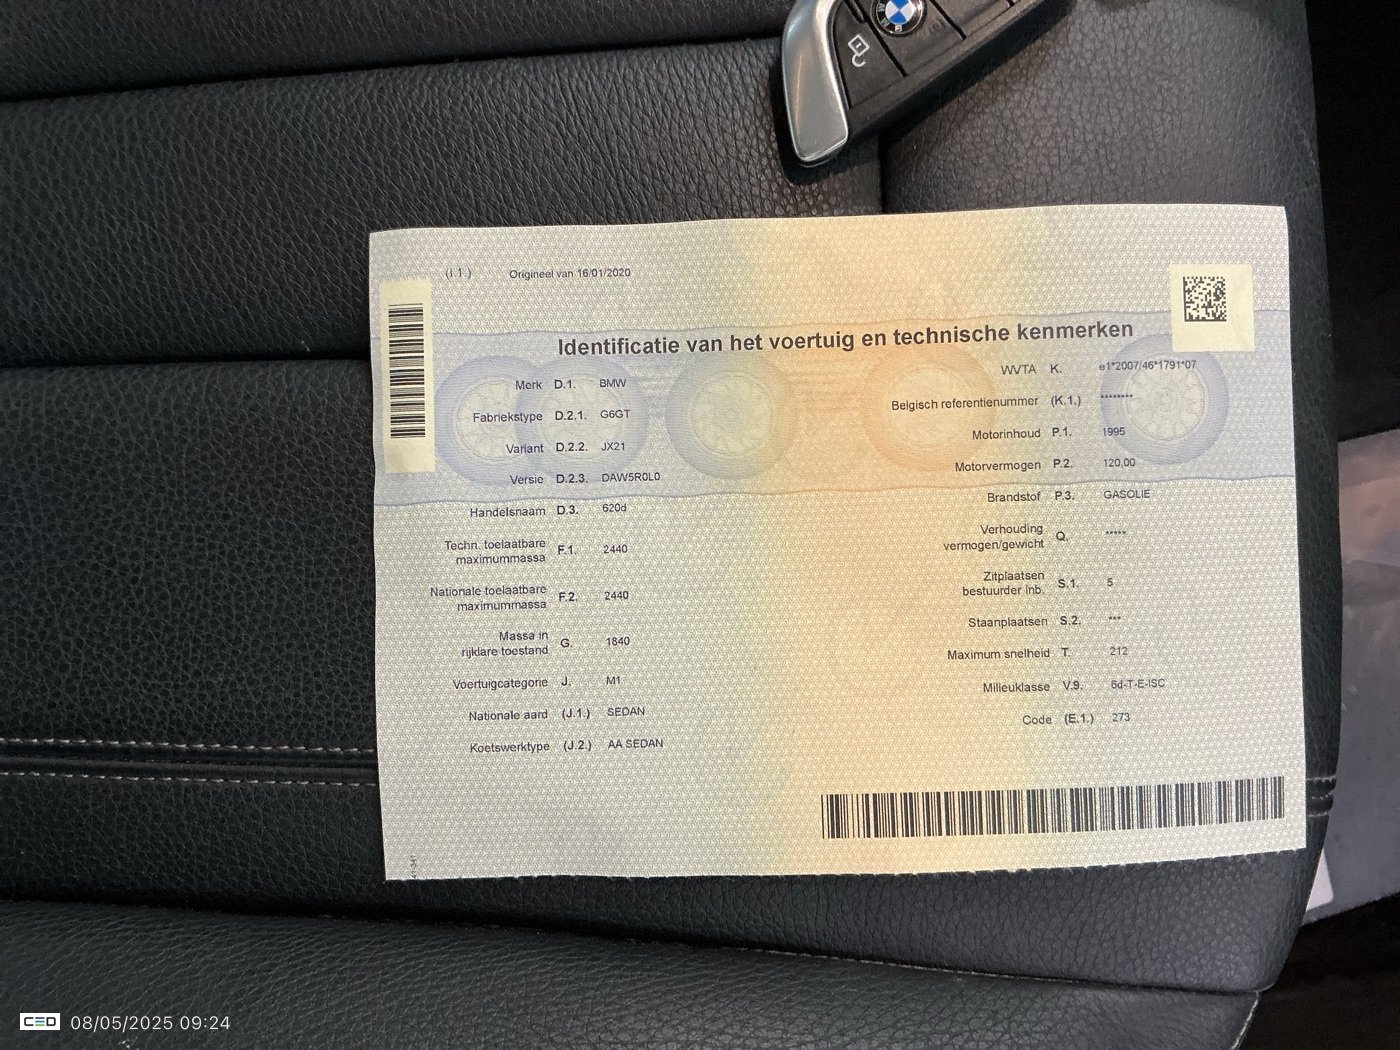 (I.1.) Origineel van 16/01/2020
Identificatie van het voertuig en technische kenmerken
Merk D.1. BMW
Fabriekstype D.2.1. G6GT
Variant D.2.2. JX21
Versie D.2.3. DAW5R0L0
Handelsnaam D.3. 620d
Techn. toelaatbare
maximummassa F.1. 2440
Nationale toelaatbare
maximummassa F.2. 2440
Massa in
rijklare toestand G. 1840
Voertuigcategorie J. M1
Nationale aard (J.1.) SEDAN
Koetswerktype (J.2.) AA SEDAN
WVTA K. e1*2007/46*1791*07
Belgisch referentienummer (K.1.) ********
Motorinhoud P.1. 1995
Motorvermogen P.2. 120,00
Brandstof P.3. GASOLIE
Verhouding
vermogen/gewicht Q. *****
Zitplaatsen
bestuurder inb. S.1. 5
Staanplaatsen S.2. ***
Maximum snelheid T. 212
Milieuklasse V.9. 6d-T-E-ISC
Code (E.1.) 273
CED 08/05/2025 09:24